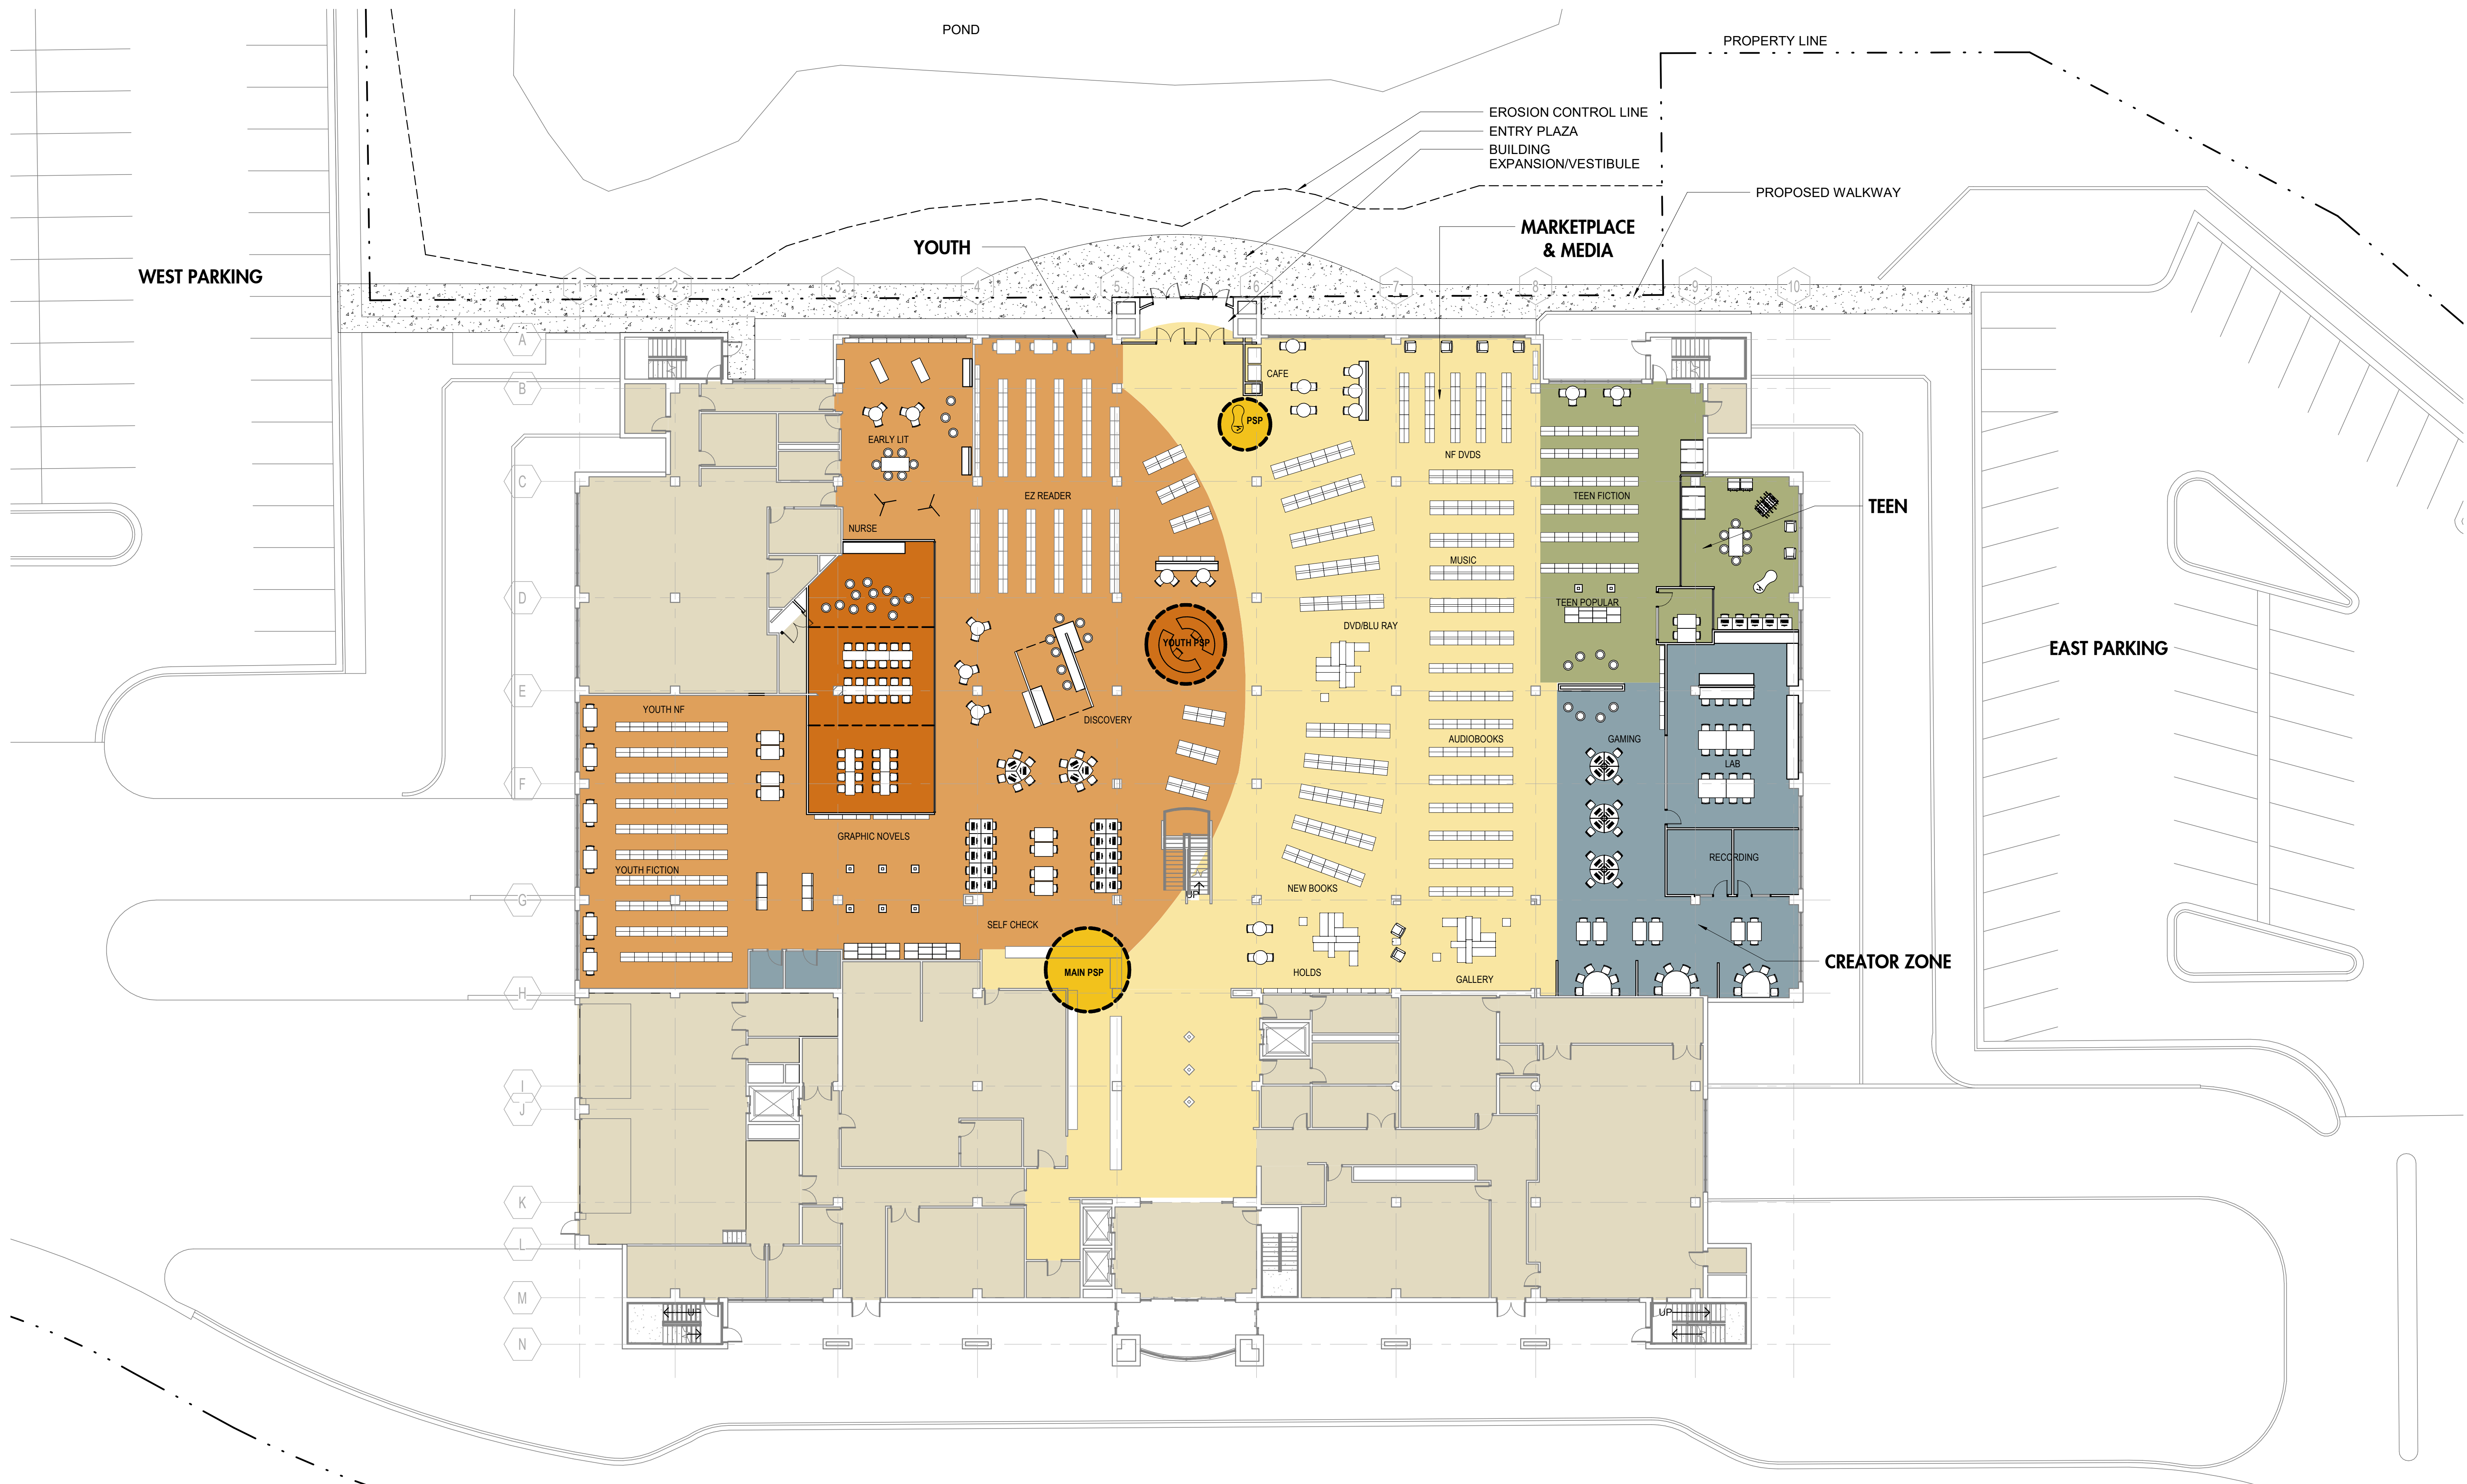 POND
PROPERTY LINE
EROSION CONTROL LINE
ENTRY PLAZA
BUILDING
EXPANSION/VESTIBULE
PROPOSED WALKWAY
YOUTH
MARKETPLACE
& MEDIA
WEST PARKING
1
2
3
4
5
6
7
8
9
10
A
B
CAFE
PSP
EARLY LIT
NF DVDS
C
EZ READER
TEEN FICTION
TEEN
NURSE
MUSIC
D
TEEN POPULAR
DVD/BLU RAY
YOUTH PSP
EAST PARKING
E
YOUTH NF
DISCOVERY
AUDIOBOOKS
GAMING
LAB
F
GRAPHIC NOVELS
RECORDING
YOUTH FICTION
NEW BOOKS
UP
G
SELF CHECK
CREATOR ZONE
MAIN PSP
HOLDS
GALLERY
H
I
J
K
L
M
UP
UP
N